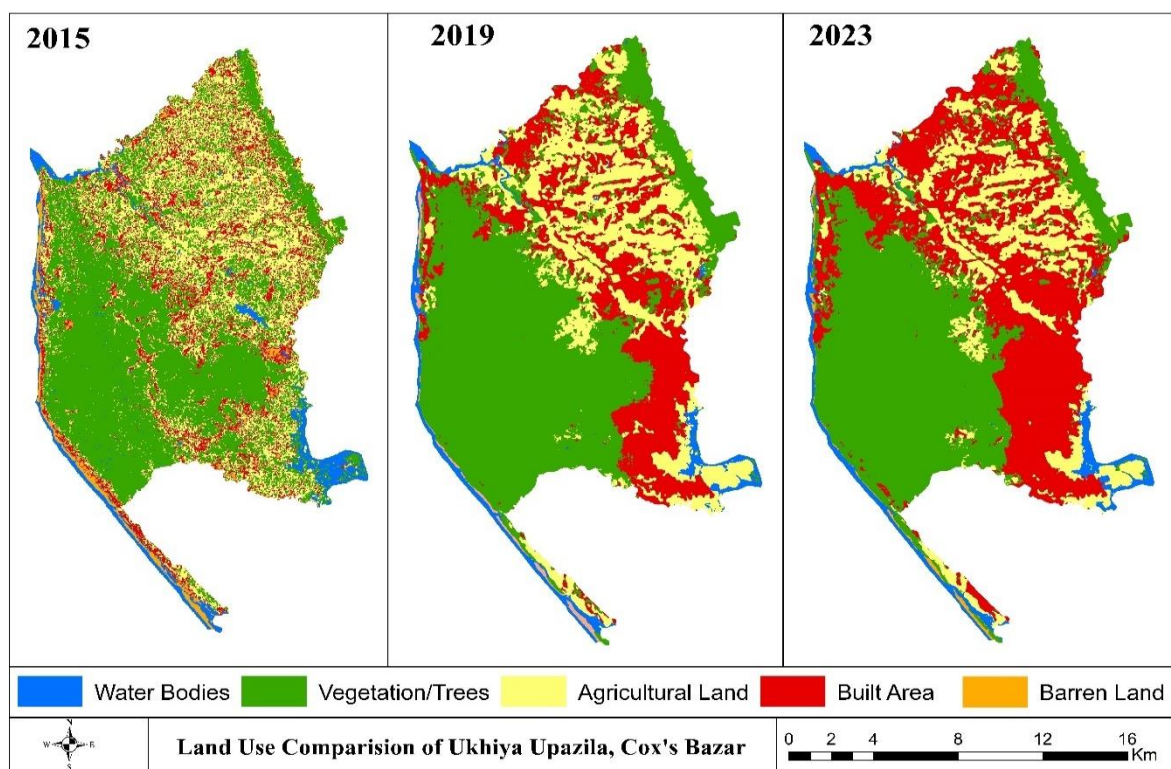 2015
2019
2023
Water Bodies
Vegetation/Trees
Agricultural Land
Built Area
Barren Land
N
W
E
S
Land Use Comparision of Ukhiya Upazila, Cox's Bazar
0 1 2 4 8 12 16
Km